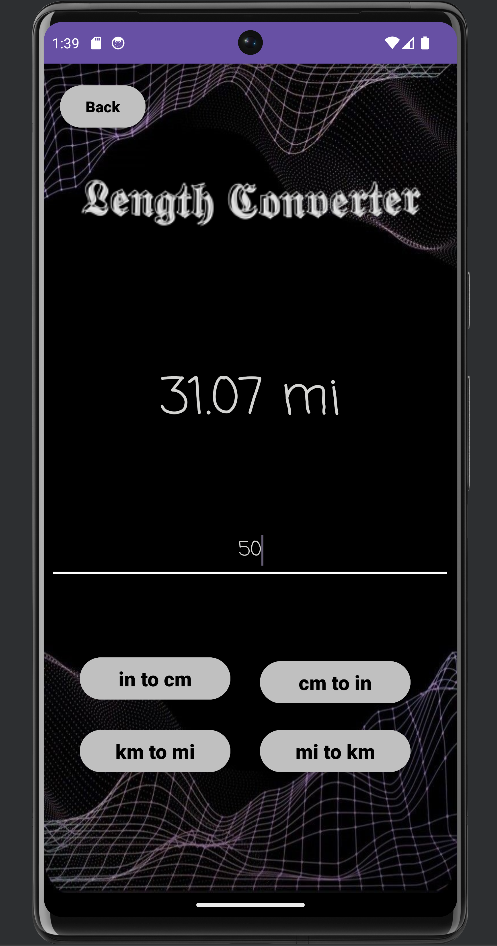 1:39
Back
Length Converter
31.07 mi
50
in to cm
cm to in
km to mi
mi to km